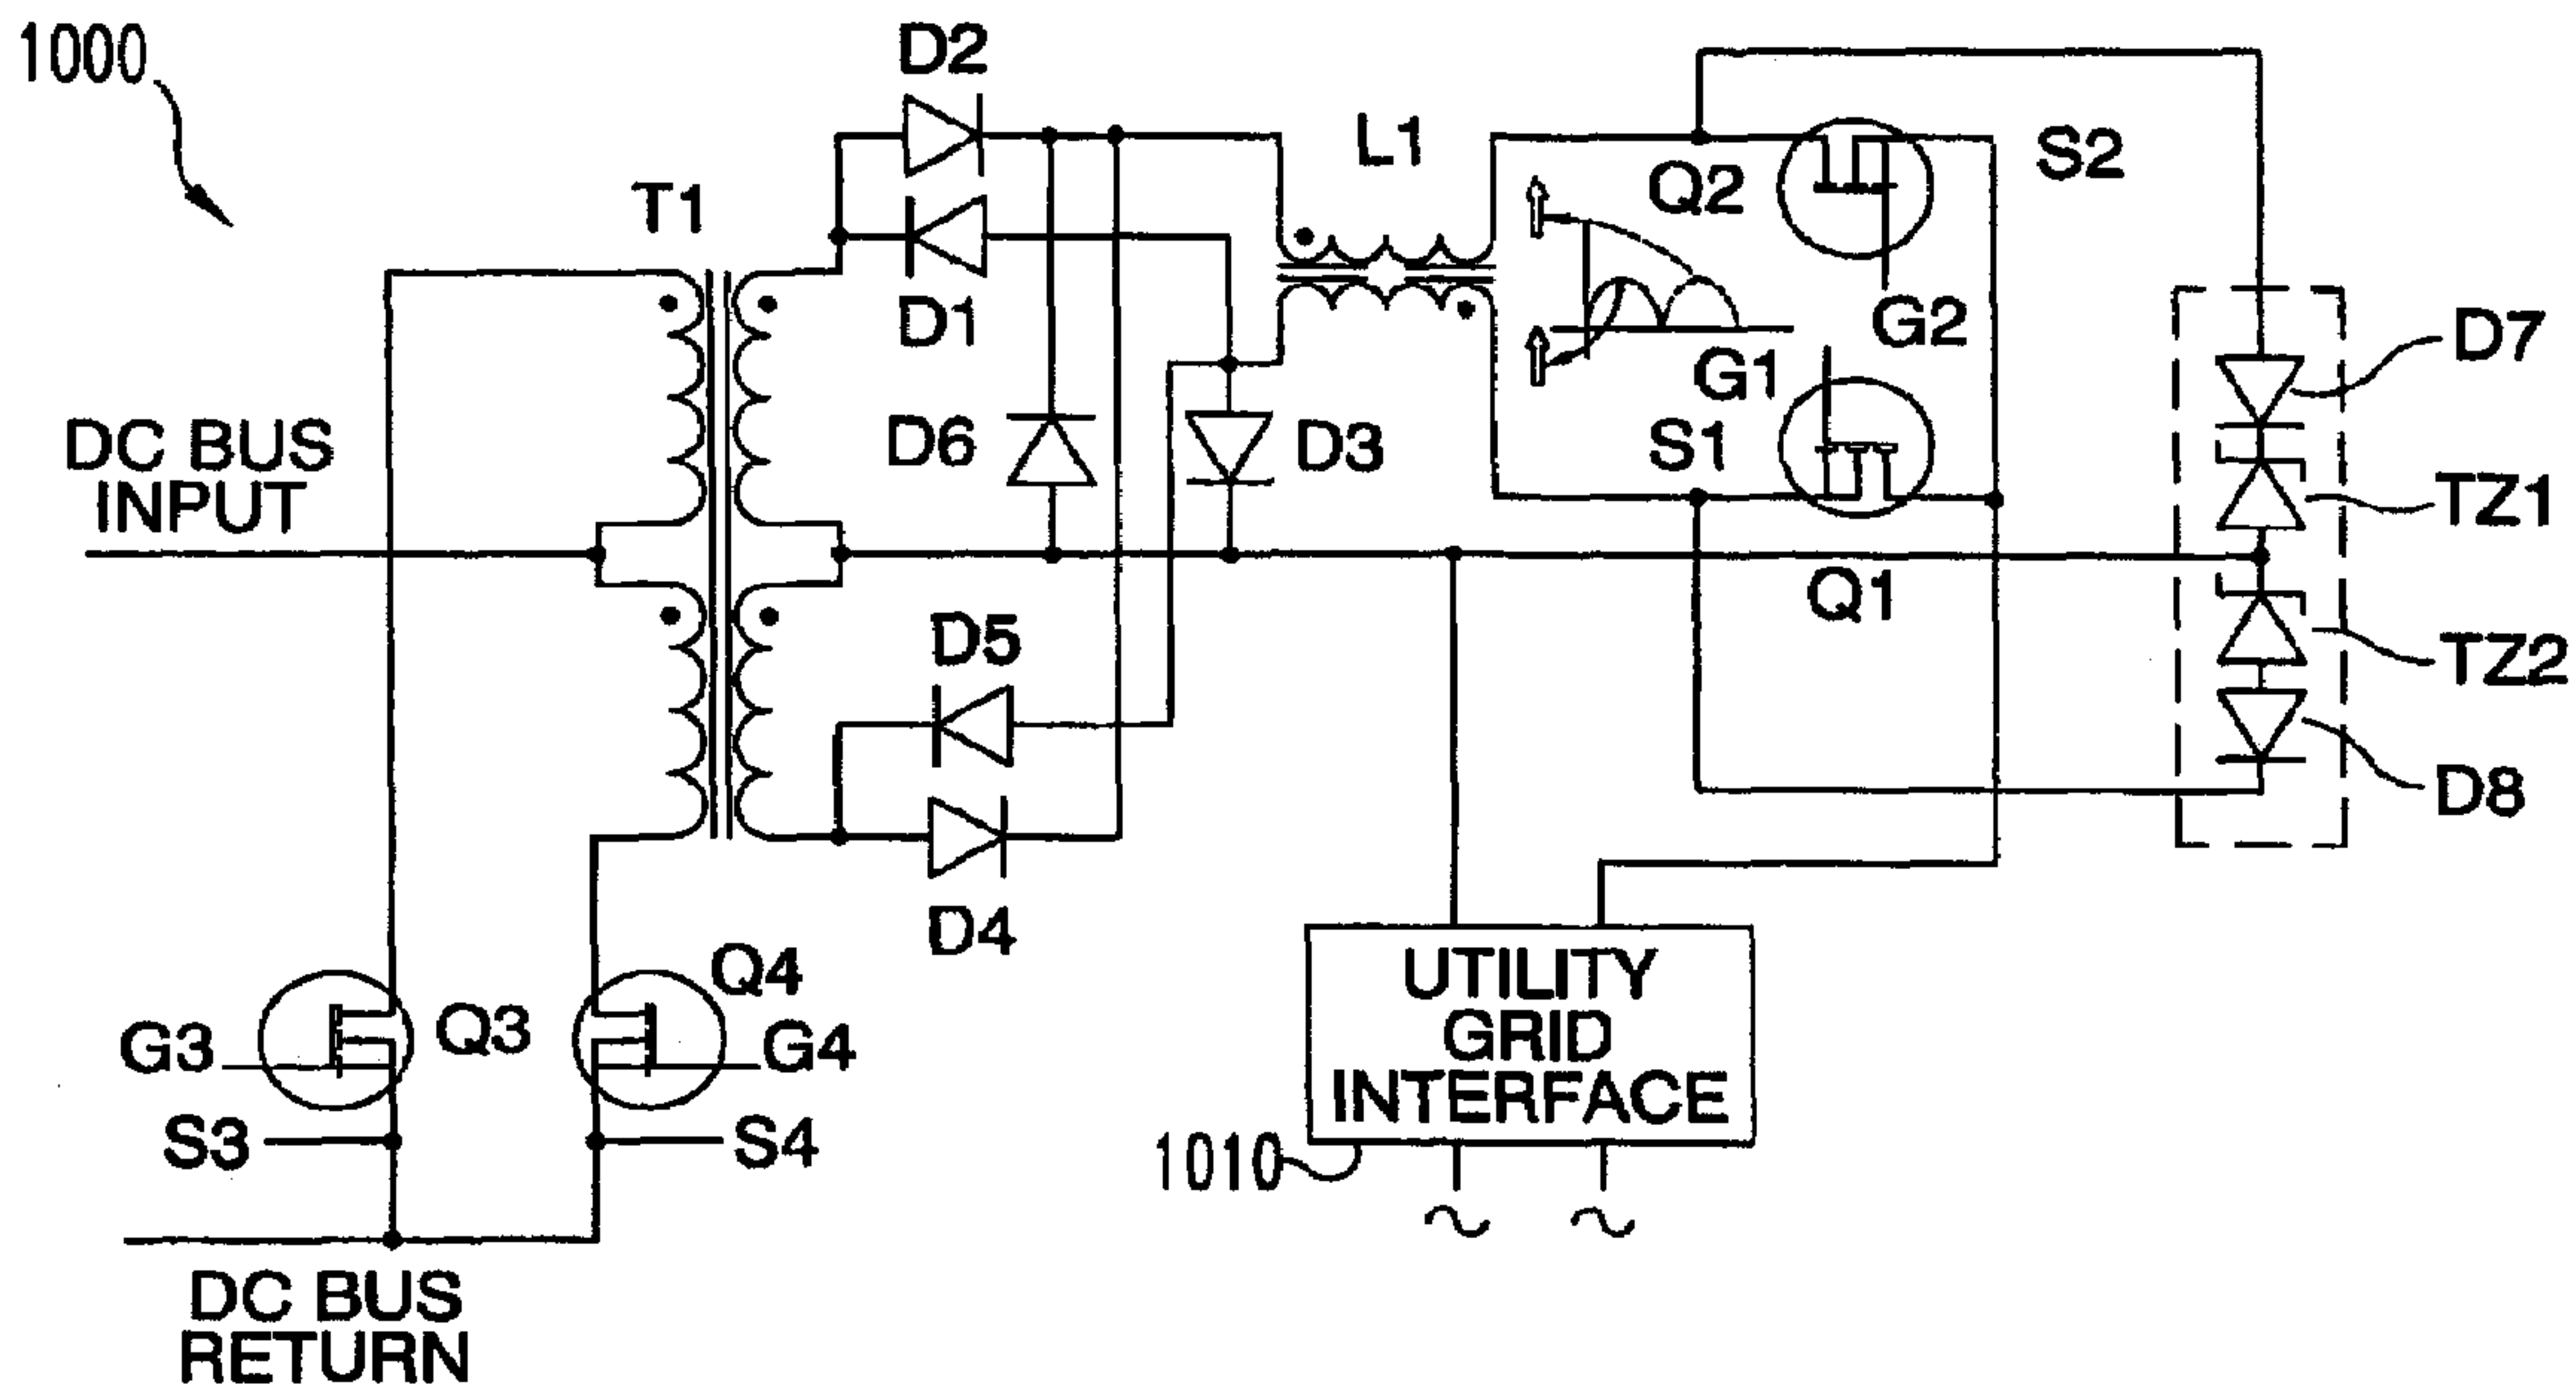 1000
D2
L1
S2
T1
Q2
D1
G2
D7
G1
DC BUS
INPUT
D6
D3
S1
TZ1
Q1
D5
TZ2
D8
D4
Q4
UTILITY
GRID
INTERFACE
G3
Q3
G4
S3
S4
1010
DC BUS
RETURN